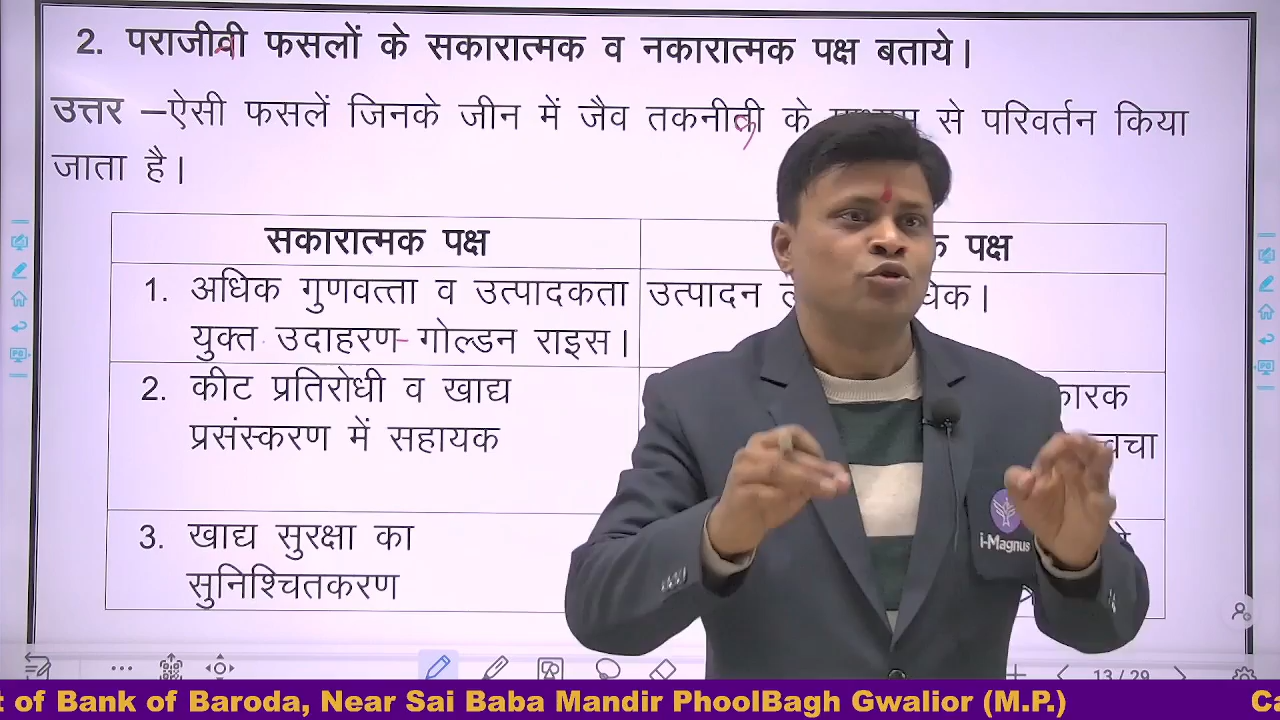 2. पराजीवी फसलों के सकारात्मक व नकारात्मक पक्ष बताये।
उत्तर –ऐसी फसलें जिनके जीन में जैव तकनीकी के से परिवर्तन किया
जाता है।
सकारात्मक पक्ष
पक्ष
1. अधिक गुणवत्ता व उत्पादकता
युक्त उदाहरण- गोल्डन राइस।
उत्पादन
2. कीट प्रतिरोधी व खाद्य
प्रसंस्करण में सहायक
3. खाद्य सुरक्षा का
सुनिश्चितकरण
i-Magnus
13/29
of Bank of Baroda, Near Sai Baba Mandir PhoolBagh Gwalior (M.P.) C.